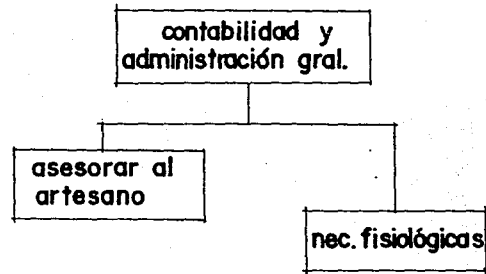 contabilidad y
administración gral.
asesorar al
artesano
nec. fisiológicas